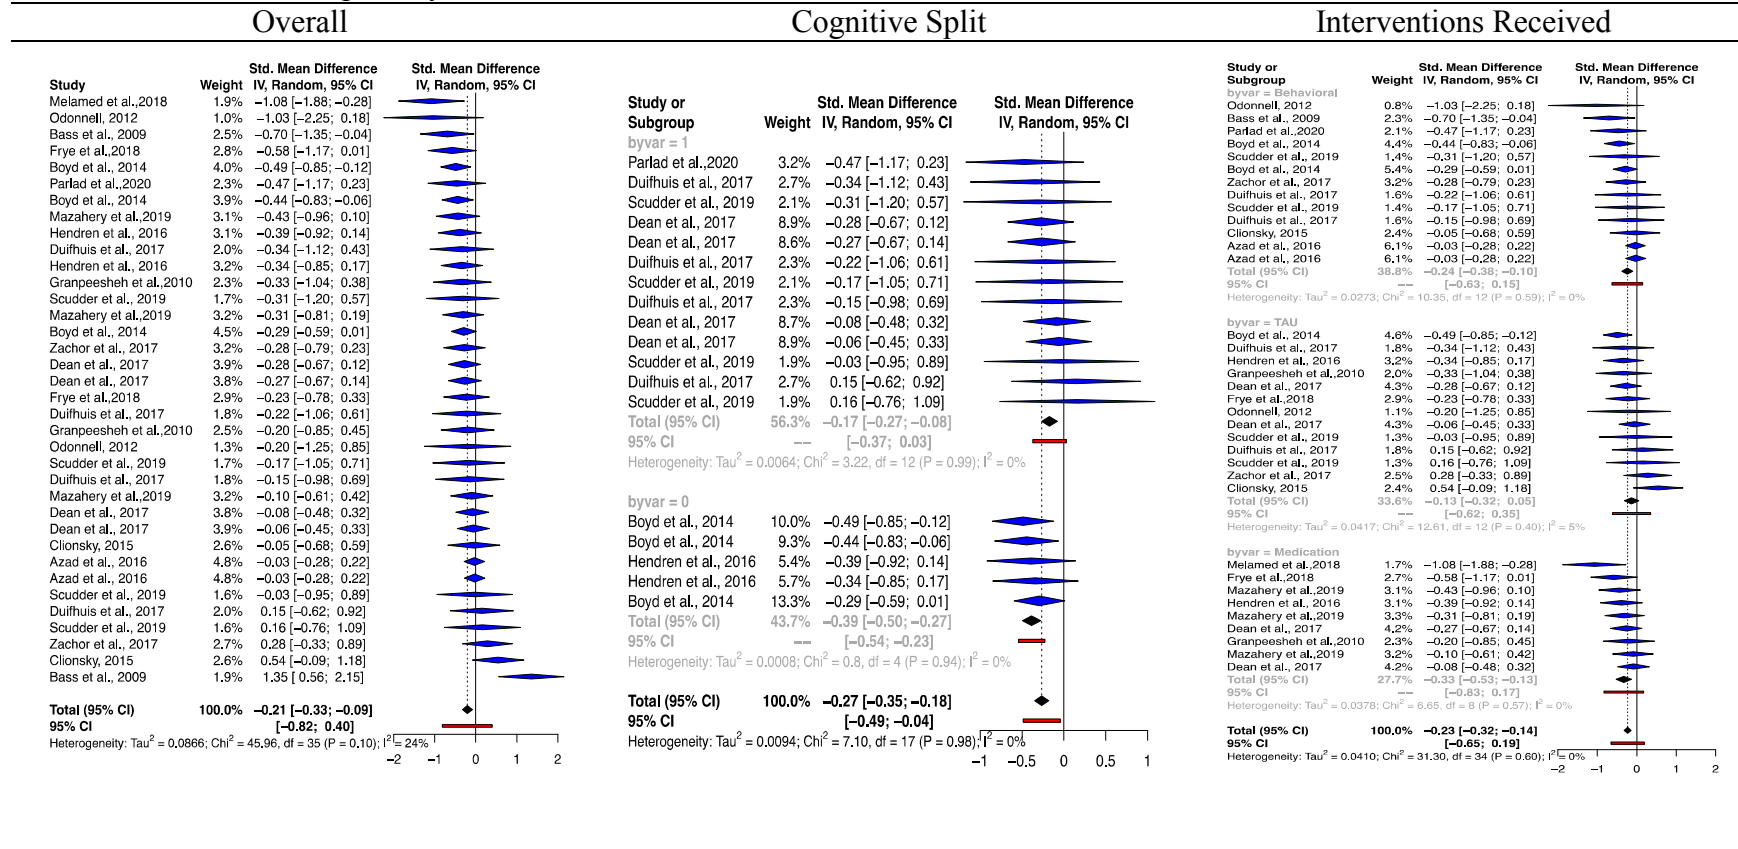 Overall
Cognitive Split
Interventions Received
Std. Mean Difference Std. Mean Difference
Study Weight IV, Random, 95% CI IV, Random, 95% CI
Melamed et al.,2018 1.9% −1.08 [−1.88; −0.28]
Odonnell, 2012 1.0% −1.03 [−2.25; 0.18]
Bass et al., 2009 2.5% −0.70 [−1.35; −0.04]
Frye et al.,2018 2.8% −0.58 [−1.17; 0.01]
Boyd et al., 2014 4.0% −0.49 [−0.85; −0.12]
Parlad et al.,2020 2.3% −0.47 [−1.17; 0.23]
Boyd et al., 2014 3.9% −0.44 [−0.83; −0.06]
Mazahery et al.,2019 3.1% −0.43 [−0.96; 0.10]
Hendren et al., 2016 3.1% −0.39 [−0.92; 0.14]
Duifhuis et al., 2017 2.0% −0.34 [−1.12; 0.43]
Hendren et al., 2016 3.2% −0.34 [−0.85; 0.17]
Granpeesheh et al.,2010 2.3% −0.33 [−1.04; 0.38]
Scudder et al., 2019 1.7% −0.31 [−1.20; 0.57]
Mazahery et al.,2019 3.2% −0.31 [−0.81; 0.19]
Boyd et al., 2014 4.5% −0.29 [−0.59; 0.01]
Zachor et al., 2017 3.2% −0.28 [−0.79; 0.23]
Dean et al., 2017 3.9% −0.28 [−0.67; 0.12]
Dean et al., 2017 3.8% −0.27 [−0.67; 0.14]
Frye et al.,2018 2.9% −0.23 [−0.78; 0.33]
Duifhuis et al., 2017 1.8% −0.22 [−1.06; 0.61]
Granpeesheh et al.,2010 2.5% −0.20 [−0.85; 0.45]
Odonnell, 2012 1.3% −0.20 [−1.25; 0.85]
Scudder et al., 2019 1.7% −0.17 [−1.05; 0.71]
Duifhuis et al., 2017 1.8% −0.15 [−0.98; 0.69]
Mazahery et al.,2019 3.2% −0.10 [−0.61; 0.42]
Dean et al., 2017 3.8% −0.08 [−0.48; 0.32]
Dean et al., 2017 3.9% −0.06 [−0.45; 0.33]
Clionsky, 2015 2.6% −0.05 [−0.68; 0.59]
Azad et al., 2016 4.8% −0.03 [−0.28; 0.22]
Azad et al., 2016 4.8% −0.03 [−0.28; 0.22]
Scudder et al., 2019 1.6% −0.03 [−0.95; 0.89]
Duifhuis et al., 2017 2.0% 0.15 [−0.62; 0.92]
Scudder et al., 2019 1.6% 0.16 [−0.76; 1.09]
Zachor et al., 2017 2.7% 0.28 [−0.33; 0.89]
Clionsky, 2015 2.6% 0.54 [−0.09; 1.18]
Bass et al., 2009 1.9% 1.35 [ 0.56; 2.15]
Total (95% CI) 100.0% −0.21 [−0.33; −0.09]
95% CI [−0.82; 0.40]
Heterogeneity: Tau² = 0.0866; Chi² = 45.96, df = 35 (P = 0.10); I² = 24%
−2 −1 0 1 2
Study or Std. Mean Difference Std. Mean Difference
Subgroup Weight IV, Random, 95% CI IV, Random, 95% CI
byvar = 1
Parlad et al.,2020 3.2% −0.47 [−1.17; 0.23]
Duifhuis et al., 2017 2.7% −0.34 [−1.12; 0.43]
Scudder et al., 2019 2.1% −0.31 [−1.20; 0.57]
Dean et al., 2017 8.9% −0.28 [−0.67; 0.12]
Dean et al., 2017 8.6% −0.27 [−0.67; 0.14]
Duifhuis et al., 2017 2.3% −0.22 [−1.06; 0.61]
Scudder et al., 2019 2.1% −0.17 [−1.05; 0.71]
Duifhuis et al., 2017 2.3% −0.15 [−0.98; 0.69]
Dean et al., 2017 8.7% −0.08 [−0.48; 0.32]
Dean et al., 2017 8.9% −0.06 [−0.45; 0.33]
Scudder et al., 2019 1.9% −0.03 [−0.95; 0.89]
Duifhuis et al., 2017 2.7% 0.15 [−0.62; 0.92]
Scudder et al., 2019 1.9% 0.16 [−0.76; 1.09]
Total (95% CI) 56.3% −0.17 [−0.27; −0.08]
95% CI −− [−0.37; 0.03]
Heterogeneity: Tau² = 0.0064; Chi² = 3.22, df = 12 (P = 0.99); I² = 0%
byvar = 0
Boyd et al., 2014 10.0% −0.49 [−0.85; −0.12]
Boyd et al., 2014 9.3% −0.44 [−0.83; −0.06]
Hendren et al., 2016 5.4% −0.39 [−0.92; 0.14]
Hendren et al., 2016 5.7% −0.34 [−0.85; 0.17]
Boyd et al., 2014 13.3% −0.29 [−0.59; 0.01]
Total (95% CI) 43.7% −0.39 [−0.50; −0.27]
95% CI −− [−0.54; −0.23]
Heterogeneity: Tau² = 0.0008; Chi² = 0.8, df = 4 (P = 0.94); I² = 0%
Total (95% CI) 100.0% −0.27 [−0.35; −0.18]
95% CI [−0.49; −0.04]
Heterogeneity: Tau² = 0.0094; Chi² = 7.10, df = 17 (P = 0.98); I² = 0%
−1 −0.5 0 0.5 1
Study or Std. Mean Difference Std. Mean Difference
Subgroup Weight IV, Random, 95% CI IV, Random, 95% CI
byvar = Behavioral
Odonnell, 2012 0.8% −1.03 [−2.25; 0.18]
Bass et al., 2009 2.3% −0.70 [−1.35; −0.04]
Parlad et al.,2020 2.1% −0.47 [−1.17; 0.23]
Boyd et al., 2014 4.4% −0.44 [−0.83; −0.06]
Scudder et al., 2019 1.4% −0.31 [−1.20; 0.57]
Boyd et al., 2014 5.4% −0.29 [−0.59; 0.01]
Zachor et al., 2017 3.2% −0.28 [−0.79; 0.23]
Duifhuis et al., 2017 1.6% −0.22 [−1.06; 0.61]
Scudder et al., 2019 1.4% −0.17 [−1.05; 0.71]
Duifhuis et al., 2017 1.6% −0.15 [−0.98; 0.69]
Clionsky, 2015 2.4% −0.05 [−0.68; 0.59]
Azad et al., 2016 6.1% −0.03 [−0.28; 0.22]
Azad et al., 2016 6.1% −0.03 [−0.28; 0.22]
Total (95% CI) 38.8% −0.24 [−0.38; −0.10]
95% CI −− [−0.63; 0.15]
Heterogeneity: Tau² = 0.0273; Chi² = 10.35, df = 12 (P = 0.59); I² = 0%
byvar = TAU
Boyd et al., 2014 4.6% −0.49 [−0.85; −0.12]
Duifhuis et al., 2017 1.8% −0.34 [−1.12; 0.43]
Hendren et al., 2016 3.2% −0.34 [−0.85; 0.17]
Granpeesheh et al.,2010 2.0% −0.33 [−1.04; 0.38]
Dean et al., 2017 4.3% −0.28 [−0.67; 0.12]
Frye et al.,2018 2.9% −0.23 [−0.78; 0.33]
Odonnell, 2012 1.1% −0.20 [−1.25; 0.85]
Dean et al., 2017 4.3% −0.06 [−0.45; 0.33]
Scudder et al., 2019 1.3% −0.03 [−0.95; 0.89]
Duifhuis et al., 2017 1.8% 0.15 [−0.62; 0.92]
Scudder et al., 2019 1.3% 0.16 [−0.76; 1.09]
Zachor et al., 2017 2.5% 0.28 [−0.33; 0.89]
Clionsky, 2015 2.4% 0.54 [−0.09; 1.18]
Total (95% CI) 33.6% −0.13 [−0.32; 0.05]
95% CI −− [−0.62; 0.35]
Heterogeneity: Tau² = 0.0417; Chi² = 12.61, df = 12 (P = 0.40); I² = 5%
byvar = Medication
Melamed et al.,2018 1.7% −1.08 [−1.88; −0.28]
Frye et al.,2018 2.7% −0.58 [−1.17; 0.01]
Mazahery et al.,2019 3.1% −0.43 [−0.96; 0.10]
Hendren et al., 2016 3.1% −0.39 [−0.92; 0.14]
Mazahery et al.,2019 3.3% −0.31 [−0.81; 0.19]
Dean et al., 2017 4.2% −0.27 [−0.67; 0.14]
Granpeesheh et al.,2010 2.3% −0.20 [−0.85; 0.45]
Mazahery et al.,2019 3.2% −0.10 [−0.61; 0.42]
Dean et al., 2017 4.2% −0.08 [−0.48; 0.32]
Total (95% CI) 27.7% −0.33 [−0.53; −0.13]
95% CI −− [−0.83; 0.17]
Heterogeneity: Tau² = 0.0378; Chi² = 6.65, df = 8 (P = 0.57); I² = 0%
Total (95% CI) 100.0% −0.23 [−0.32; −0.14]
95% CI [−0.65; 0.19]
Heterogeneity: Tau² = 0.0410; Chi² = 31.30, df = 34 (P = 0.60); I² = 0%
−2 −1 0 1 2